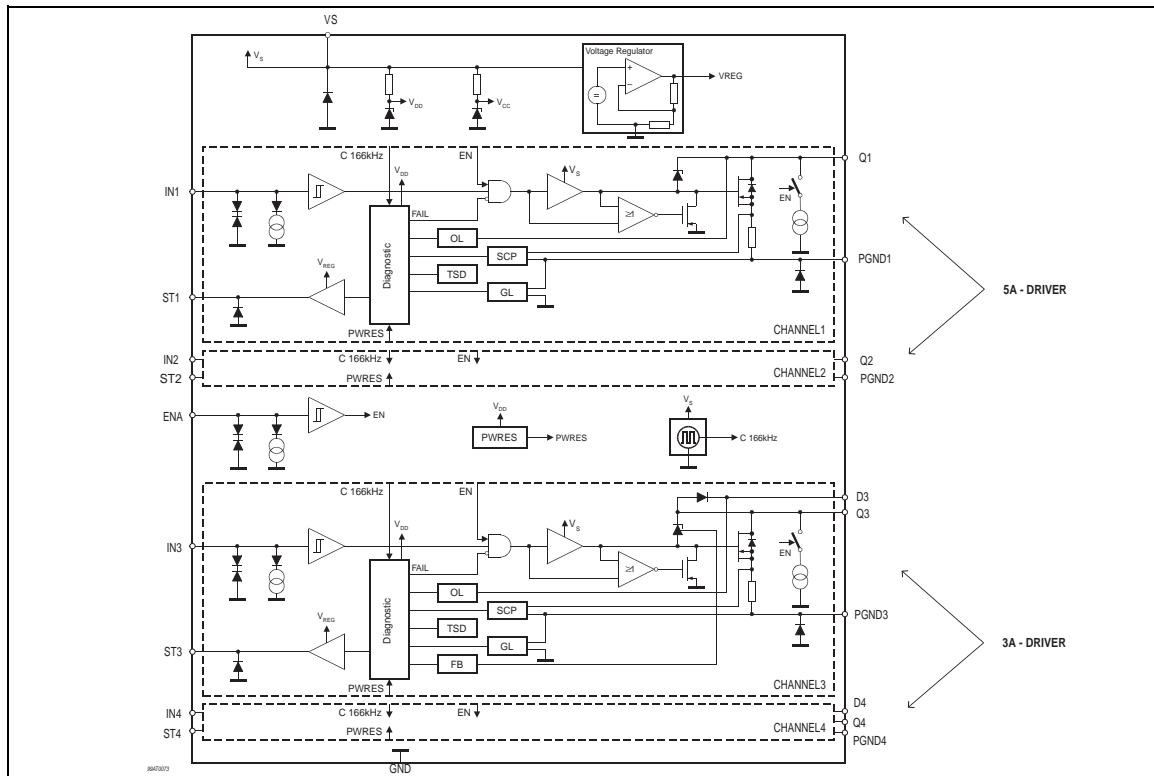 VS
VS
Voltage Regulator
+
−
=
VREG
VDD
VCC
C 166kHz
EN
VDD
Q1
IN1
VS
FAIL
≥1
EN
Diagnostic
OL
SCP
TSD
GL
PGND1
VREG
ST1
5A - DRIVER
PWRES
CHANNEL1
IN2
C 166kHz
EN
Q2
ST2
PWRES
CHANNEL2
PGND2
ENA
EN
VDD
PWRES
PWRES
VS
C 166kHz
C 166kHz
EN
D3
Q3
VDD
VS
IN3
FAIL
≥1
EN
Diagnostic
OL
SCP
TSD
GL
FB
PGND3
VREG
ST3
3A - DRIVER
PWRES
CHANNEL3
IN4
C 166kHz
EN
D4
Q4
ST4
PWRES
CHANNEL4
PGND4
GND
99AT0073